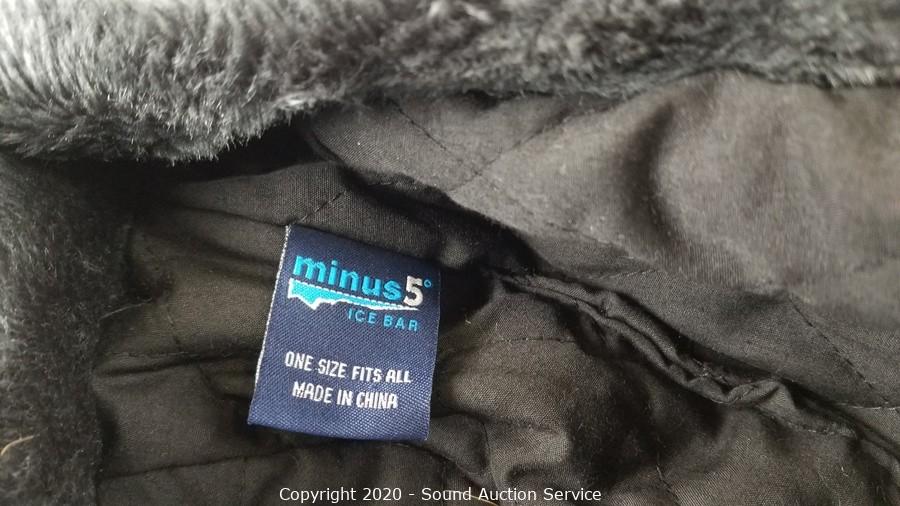 minus5°
ICE BAR
ONE SIZE FITS ALL
MADE IN CHINA
Copyright 2020 - Sound Auction Service